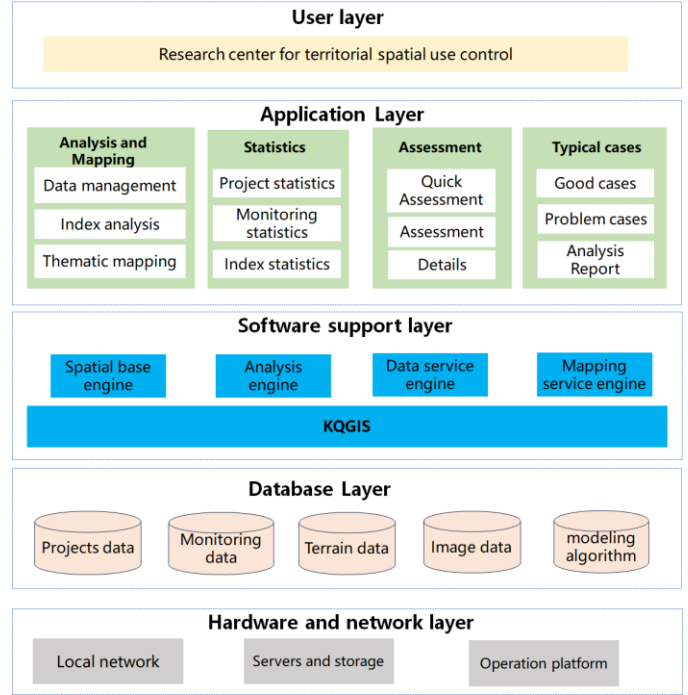 User layer
Research center for territorial spatial use control
Application Layer
Analysis and
Mapping
Data management
Index analysis
Thematic mapping
Statistics
Project statistics
Monitoring
statistics
Index statistics
Assessment
Quick
Assessment
Assessment
Details
Typical cases
Good cases
Problem cases
Analysis
Report
Software support layer
Spatial base
engine
Analysis
engine
Data service
engine
Mapping
service engine
KQGIS
Database Layer
Projects data
Monitoring
data
Terrain data
Image data
modeling
algorithm
Hardware and network layer
Local network
Servers and storage
Operation platform